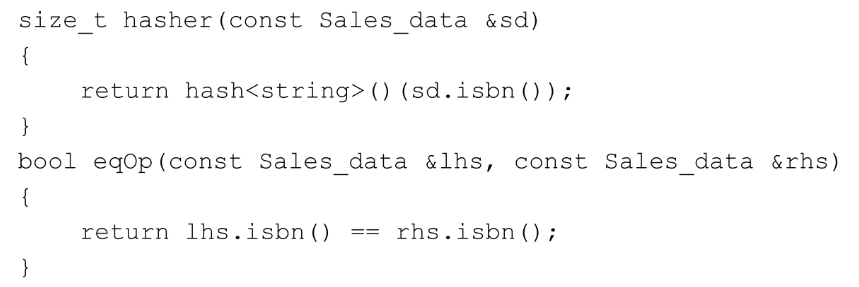 size_t hasher(const Sales_data &sd)
{
    return hash<string>()(sd.isbn());
}
bool eqOp(const Sales_data &lhs, const Sales_data &rhs)
{
    return lhs.isbn() == rhs.isbn();
}